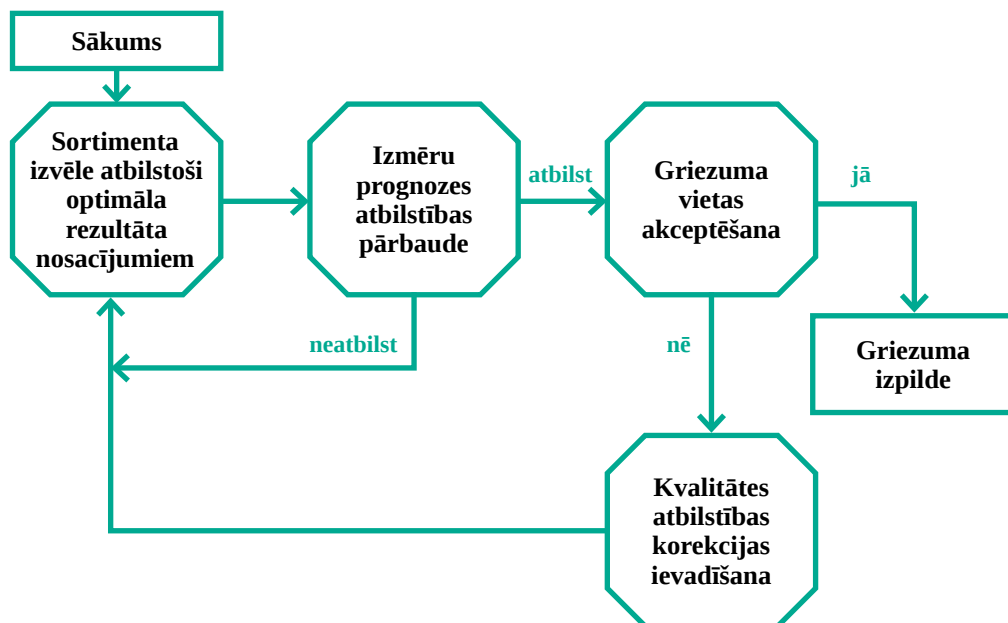 Sākums
Sortimenta
izvēle atbilstoši
optimāla
rezultāta
nosacījumiem
Izmēru
prognozes
atbilstības
pārbaude
atbilst
Griezuma
vietas
akceptēšana
jā
neatbilst
nē
Griezuma
izpilde
Kvalitātes
atbilstības
korekcijas
ievadīšana